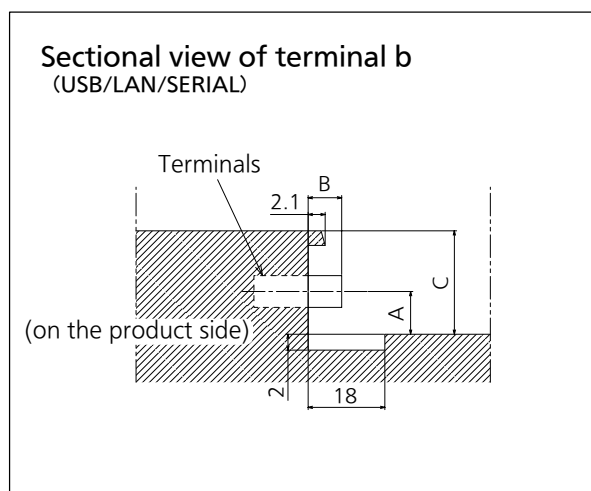 Sectional view of terminal b
(USB/LAN/SERIAL)
Terminals
B
2.1
C
A
(on the product side)
2
18